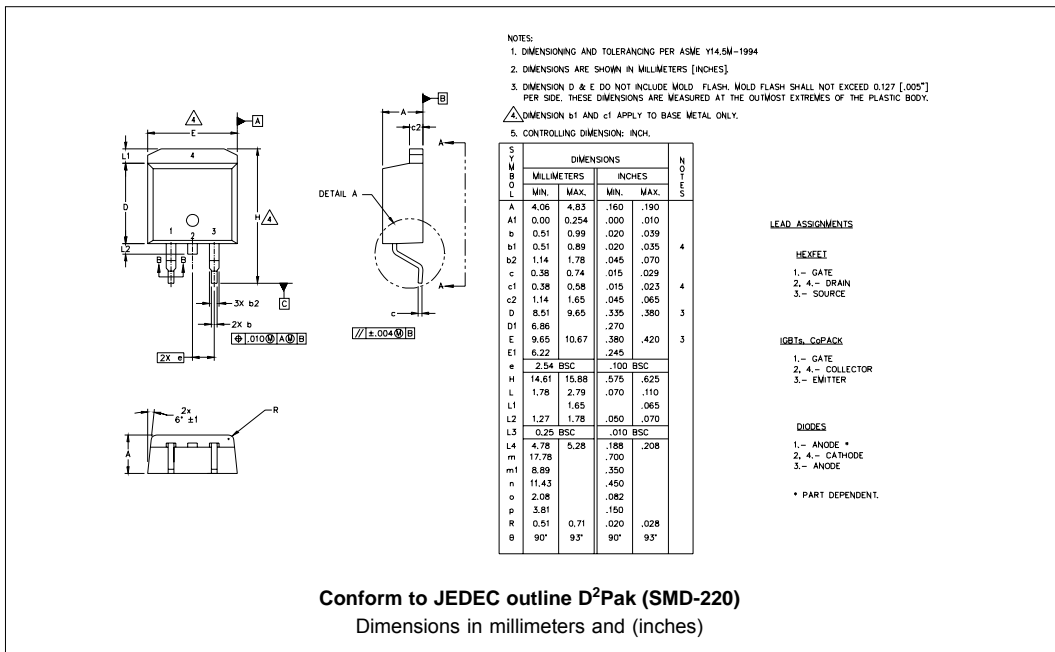 NOTES:
1. DIMENSIONING AND TOLERANCING PER ASME Y14.5M-1994
2. DIMENSIONS ARE SHOWN IN MILLIMETERS [INCHES].
3. DIMENSION D & E DO NOT INCLUDE MOLD FLASH. MOLD FLASH SHALL NOT EXCEED 0.127 [.005"]
PER SIDE. THESE DIMENSIONS ARE MEASURED AT THE OUTMOST EXTREMES OF THE PLASTIC BODY.
4 DIMENSION b1 AND c1 APPLY TO BASE METAL ONLY.
5. CONTROLLING DIMENSION: INCH.
4
E
A
L1
4
D
H
4
1
2
3
L2
B
B
C
3X b2
2X b
⌖ .010 Ⓜ A Ⓜ B
2X e
A
B
c2
A
DETAIL A
A
c
// ±.004 Ⓜ B
2x
6° ±1
R
A
SYMBOL DIMENSIONS NOTES
MILLIMETERS INCHES
MIN. MAX. MIN. MAX.
A 4.06 4.83 .160 .190
A1 0.00 0.254 .000 .010
b 0.51 0.99 .020 .039
b1 0.51 0.89 .020 .035 4
b2 1.14 1.78 .045 .070
c 0.38 0.74 .015 .029
c1 0.38 0.58 .015 .023 4
c2 1.14 1.65 .045 .065
D 8.51 9.65 .335 .380 3
D1 6.86 .270
E 9.65 10.67 .380 .420 3
E1 6.22 .245
e 2.54 BSC .100 BSC
H 14.61 15.88 .575 .625
L 1.78 2.79 .070 .110
L1 1.65 .065
L2 1.27 1.78 .050 .070
L3 0.25 BSC .010 BSC
L4 4.78 5.28 .188 .208
m 17.78 .700
m1 8.89 .350
n 11.43 .450
o 2.08 .082
p 3.81 .150
R 0.51 0.71 .020 .028
θ 90° 93° 90° 93°
LEAD ASSIGNMENTS
HEXFET
1.- GATE
2, 4.- DRAIN
3.- SOURCE
IGBTs, CoPACK
1.- GATE
2, 4.- COLLECTOR
3.- EMITTER
DIODES
1.- ANODE *
2, 4.- CATHODE
3.- ANODE
* PART DEPENDENT.
Conform to JEDEC outline D²Pak (SMD-220)
Dimensions in millimeters and (inches)